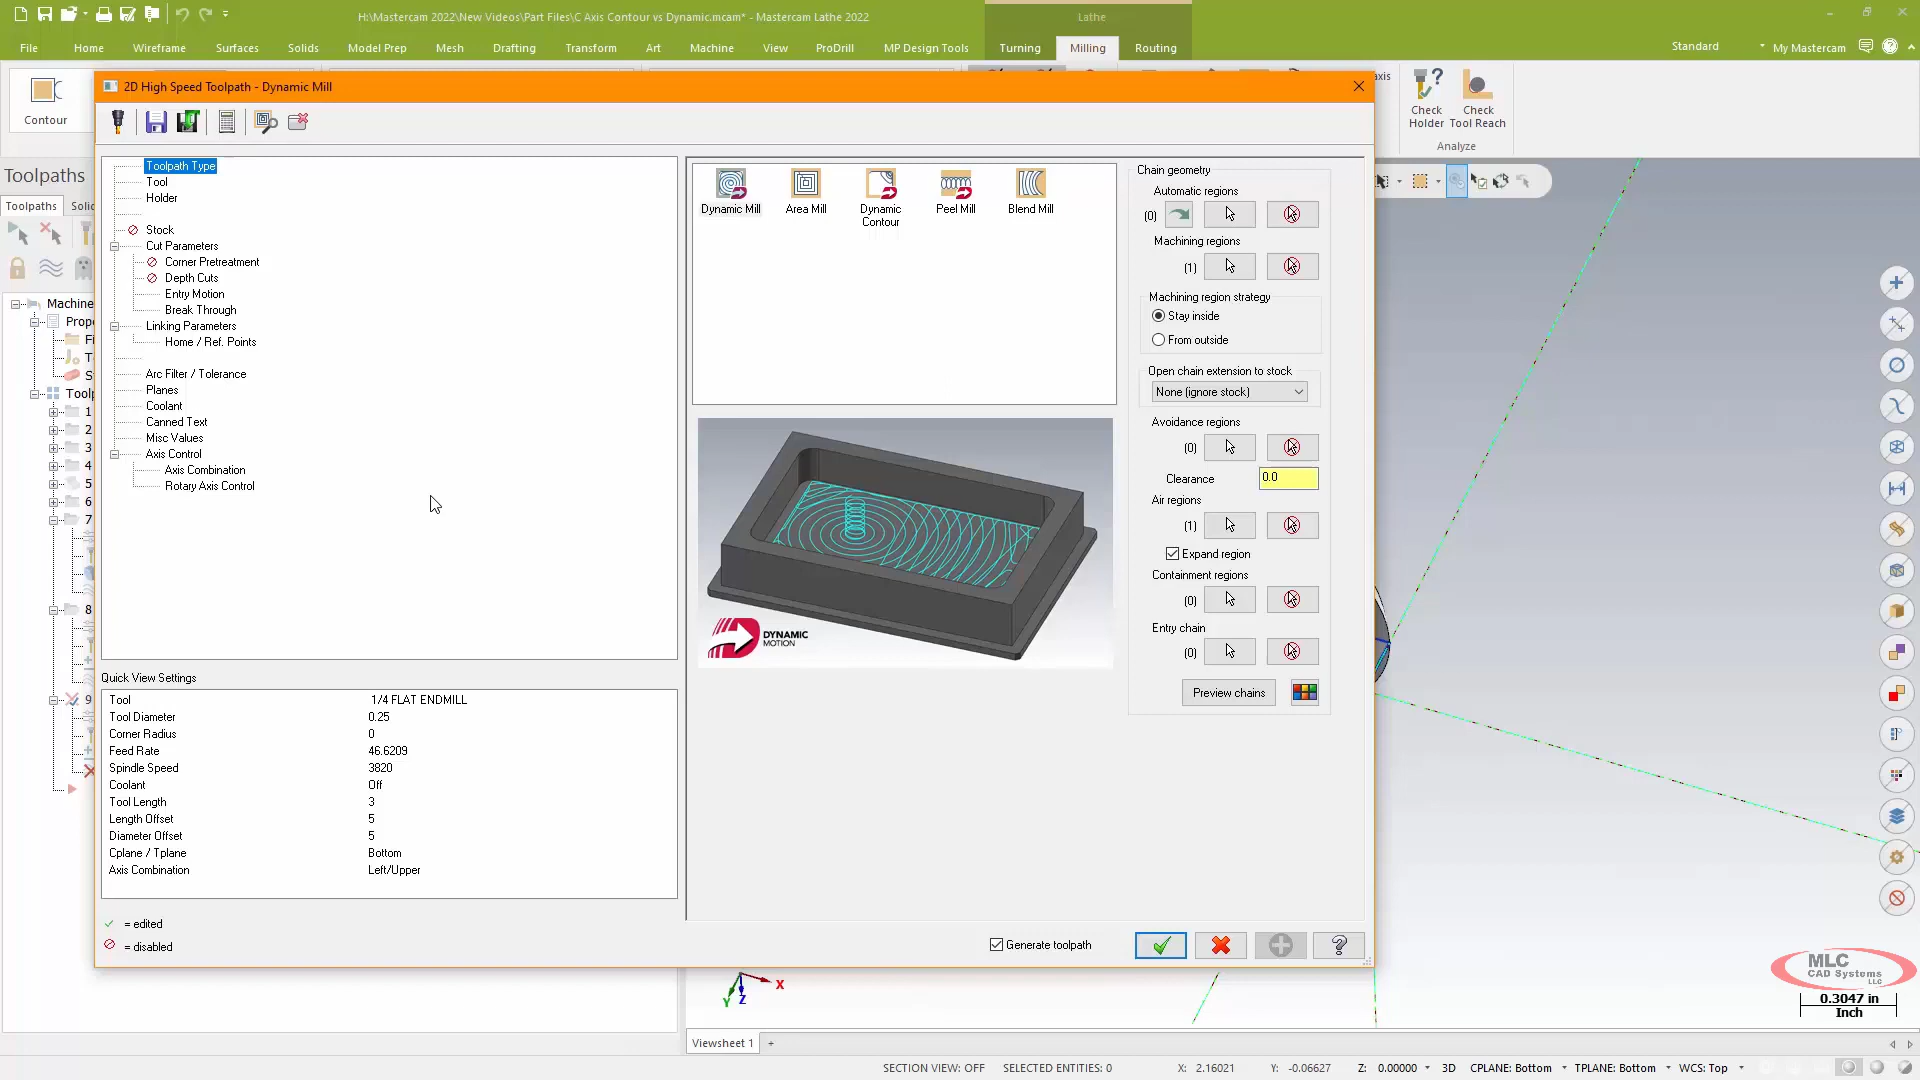 H:\Mastercam 2022\New Videos\Part Files\C Axis Contour vs Dynamic.mcam* - Mastercam Lathe 2022
Lathe
File Home Wireframe Surfaces Solids Model Prep Mesh Drafting Transform Art Machine View ProDrill MP Design Tools Turning Milling Routing
Standard My Mastercam
Contour
2D High Speed Toolpath - Dynamic Mill
axis
Check Holder
Check Tool Reach
Analyze
Toolpaths
Toolpaths
Machine
1
2
3
4
5
6
7
8
9
Toolpath Type
Tool
Holder
Stock
Cut Parameters
Corner Pretreatment
Depth Cuts
Entry Motion
Break Through
Linking Parameters
Home / Ref. Points
Arc Filter / Tolerance
Planes
Coolant
Canned Text
Misc Values
Axis Control
Axis Combination
Rotary Axis Control
Quick View Settings
Tool 1/4 FLAT ENDMILL
Tool Diameter 0.25
Corner Radius 0
Feed Rate 46.6209
Spindle Speed 3820
Coolant Off
Tool Length 3
Length Offset 5
Diameter Offset 5
Cplane / Tplane Bottom
Axis Combination Left/Upper
= edited
= disabled
Dynamic Mill
Area Mill
Dynamic Contour
Peel Mill
Blend Mill
DYNAMIC
MOTION
Chain geometry
Automatic regions
(0)
Machining regions
(1)
Machining region strategy
Stay inside
From outside
Open chain extension to stock
None (ignore stock)
Avoidance regions
(0)
Clearance 0.0
Air regions
(1)
Expand region
Containment regions
(0)
Entry chain
(0)
Preview chains
Generate toolpath
X
Y
Z
MLC
CAD Systems
LLC
0.3047 in
Inch
Viewsheet 1 +
SECTION VIEW: OFF SELECTED ENTITIES: 0 X: 2.16021 Y: -0.06627 Z: 0.00000 3D CPLANE: Bottom TPLANE: Bottom WCS: Top